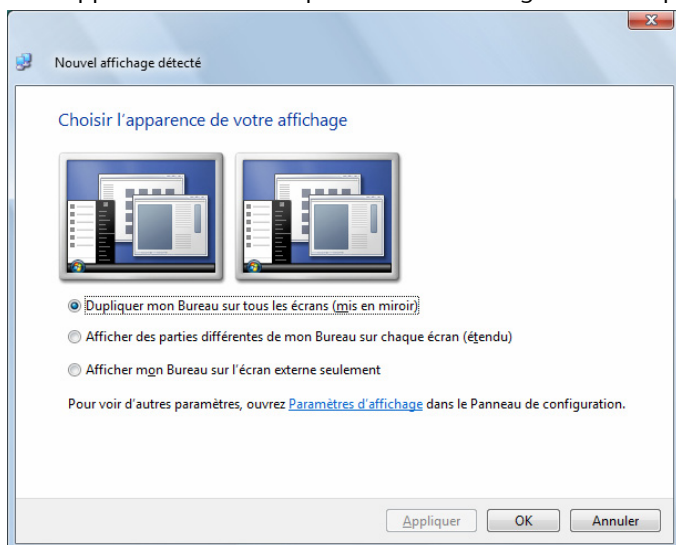 Nouvel affichage détecté
Choisir l'apparence de votre affichage
Dupliquer mon Bureau sur tous les écrans (mis en miroir)
Afficher des parties différentes de mon Bureau sur chaque écran (étendu)
Afficher mon Bureau sur l'écran externe seulement
Pour voir d'autres paramètres, ouvrez Paramètres d'affichage dans le Panneau de configuration.
Appliquer OK Annuler